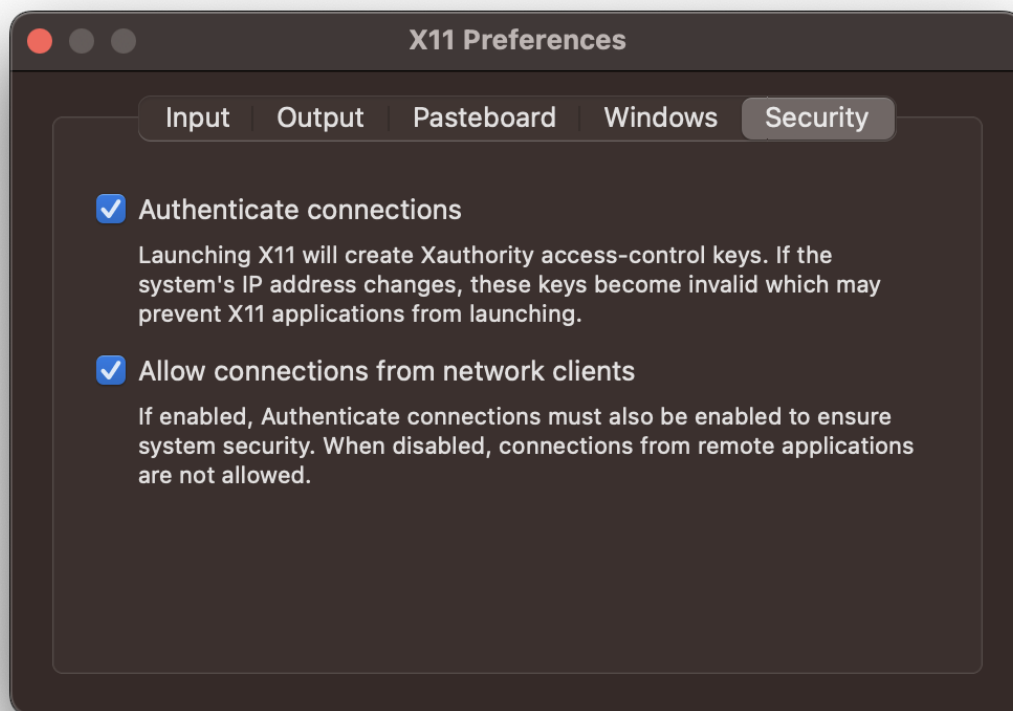 X11 Preferences
Input Output Pasteboard Windows Security
Authenticate connections
Launching X11 will create Xauthority access-control keys. If the
system's IP address changes, these keys become invalid which may
prevent X11 applications from launching.
Allow connections from network clients
If enabled, Authenticate connections must also be enabled to ensure
system security. When disabled, connections from remote applications
are not allowed.